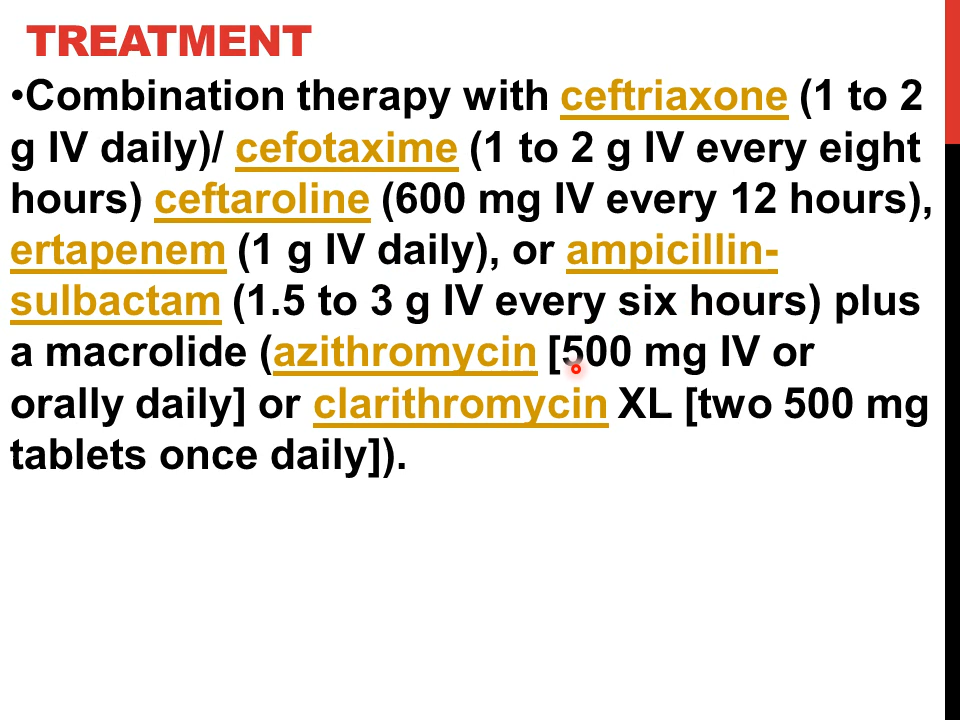 TREATMENT
•Combination therapy with ceftriaxone (1 to 2
g IV daily)/ cefotaxime (1 to 2 g IV every eight
hours) ceftaroline (600 mg IV every 12 hours),
ertapenem (1 g IV daily), or ampicillin-
sulbactam (1.5 to 3 g IV every six hours) plus
a macrolide (azithromycin [500 mg IV or
orally daily] or clarithromycin XL [two 500 mg
tablets once daily]).